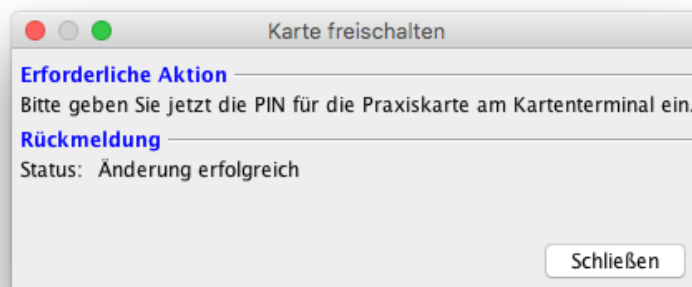 Karte freischalten
Erforderliche Aktion
Bitte geben Sie jetzt die PIN für die Praxiskarte am Kartenterminal ein.
Rückmeldung
Status: Änderung erfolgreich
Schließen